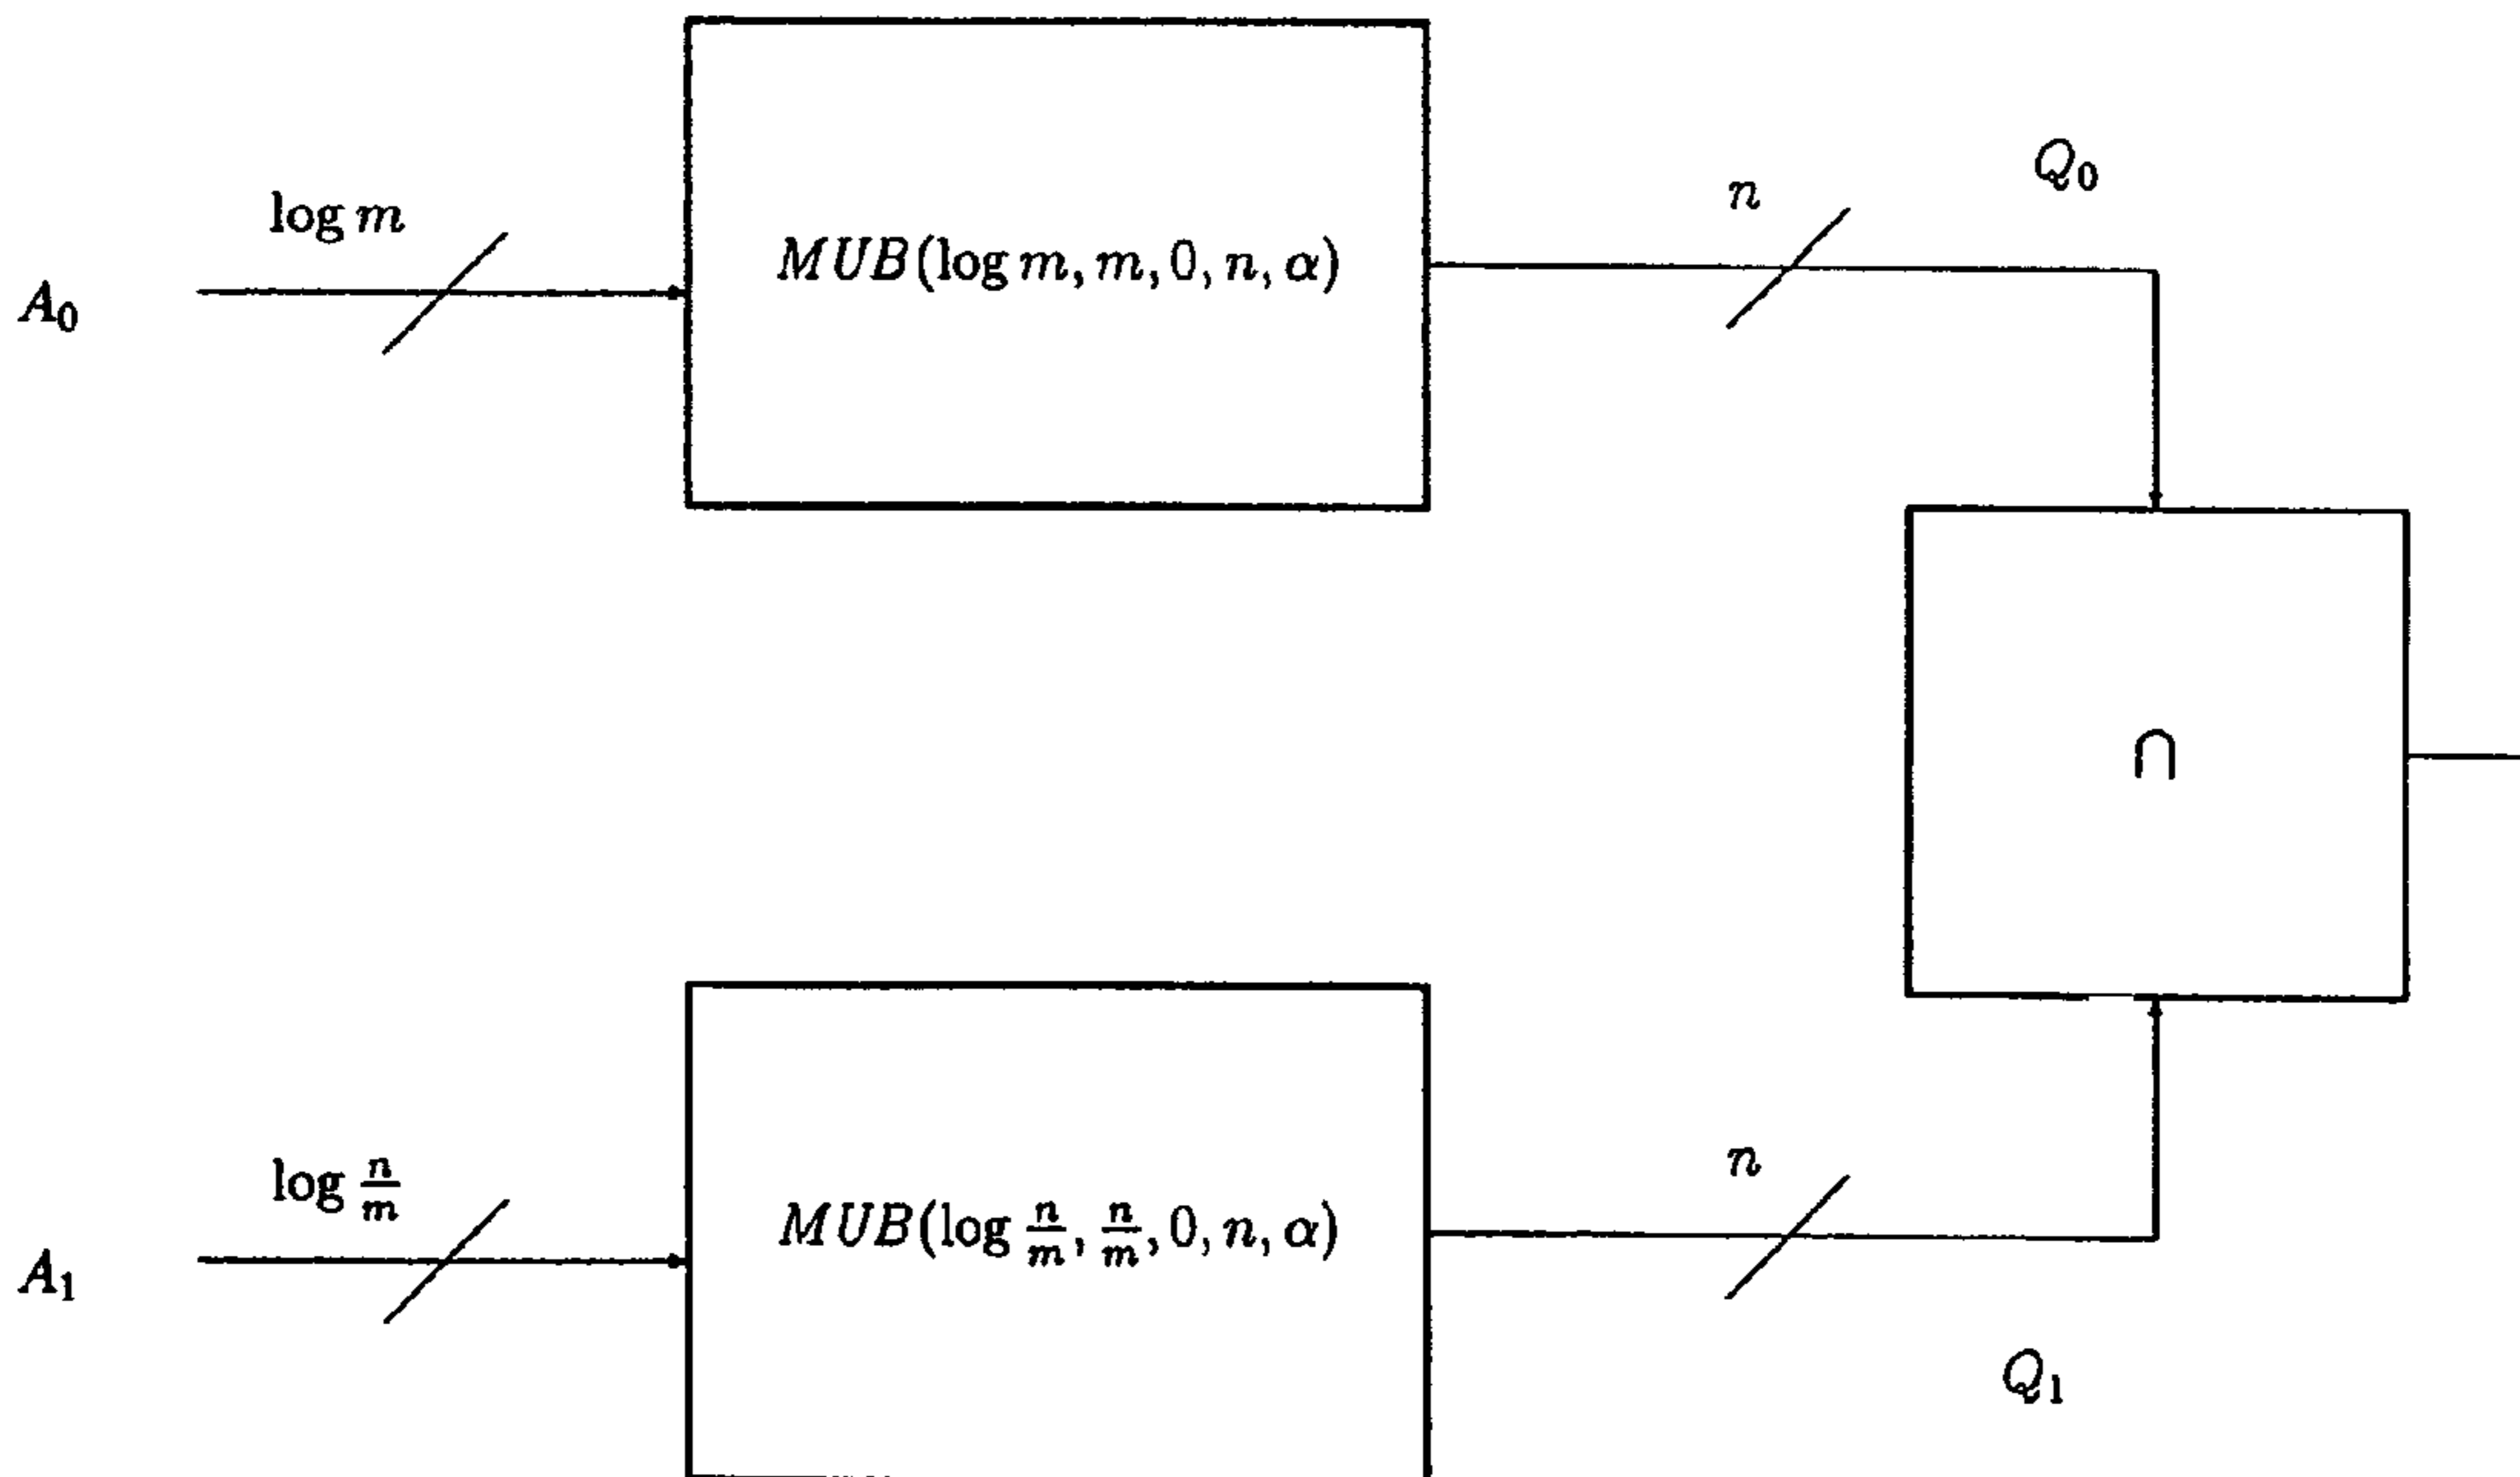 log m
A₀
MUB(log m, m, 0, n, α)
n
Q₀
∩
log n/m
A₁
MUB(log n/m, n/m, 0, n, α)
n
Q₁